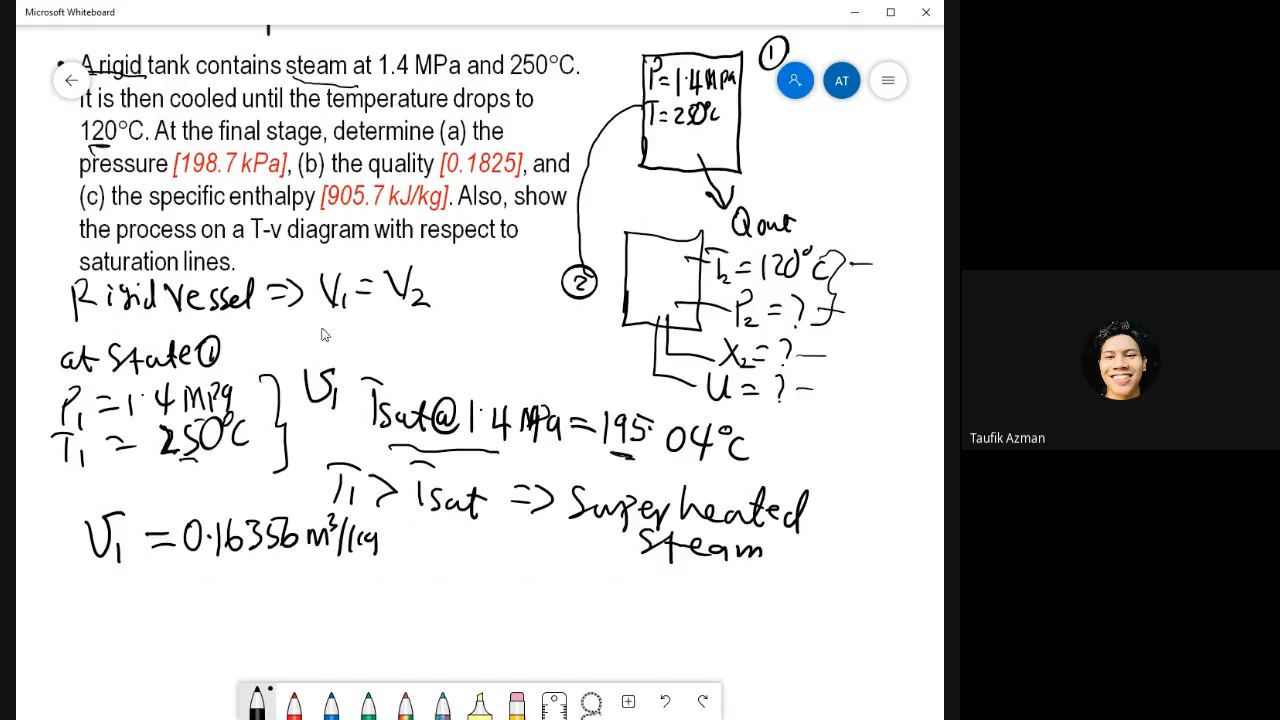 Microsoft Whiteboard
• A rigid tank contains steam at 1.4 MPa and 250°C.
It is then cooled until the temperature drops to
120°C. At the final stage, determine (a) the
pressure [198.7 kPa], (b) the quality [0.1825], and
(c) the specific enthalpy [905.7 kJ/kg]. Also, show
the process on a T-v diagram with respect to
saturation lines.
①
AT
P = 1.4 MPa
T = 250°C
Qout
②
T2 = 120°C
P2 = ?
X2 = ?
U = ?
Rigid Vessel => V1 = V2
at State ①
P1 = 1.4 MPa
T1 = 250°C
V1
Tsat@1.4 MPa = 195.04°C
T1 > Tsat => Superheated
steam
V1 = 0.16356 m³/kg
Taufik Azman